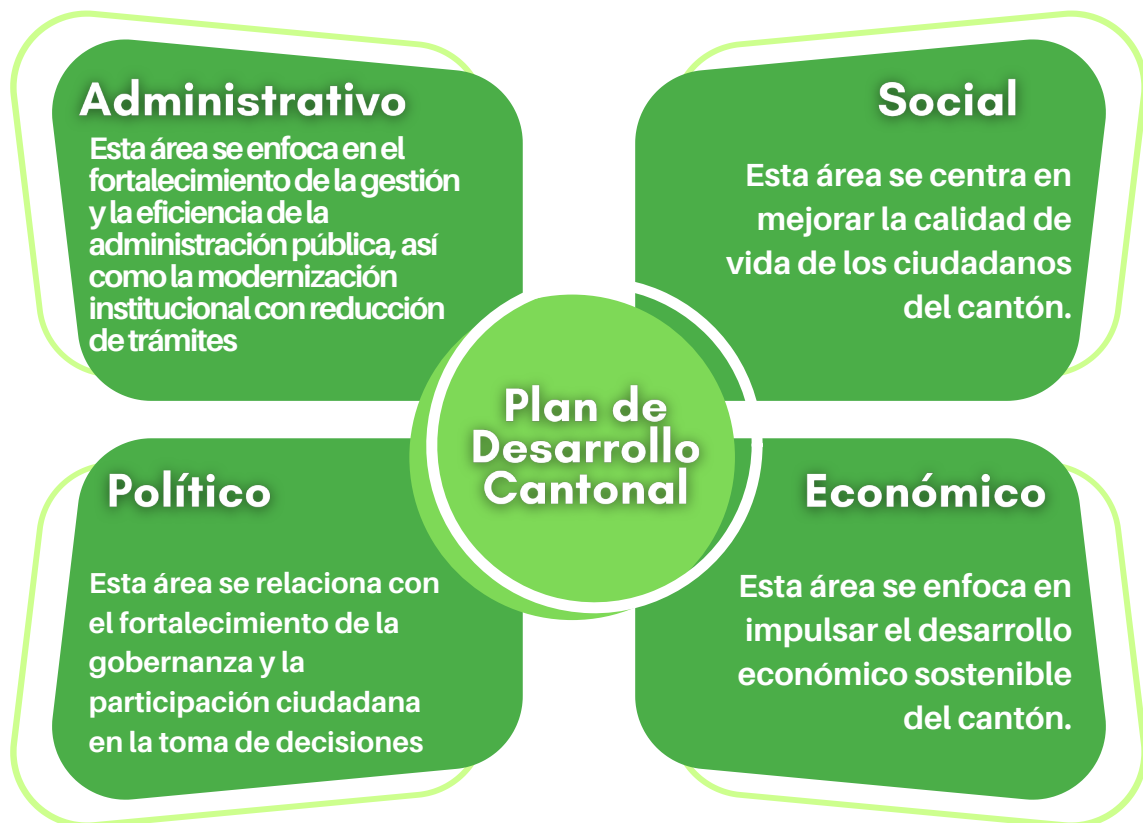 Administrativo
Esta área se enfoca en el
fortalecimiento de la gestión
y la eficiencia de la
administración pública, así
como la modernización
institucional con reducción
de trámites
Social
Esta área se centra en
mejorar la calidad de
vida de los ciudadanos
del cantón.
Plan de
Desarrollo
Cantonal
Político
Esta área se relaciona con
el fortalecimiento de la
gobernanza y la
participación ciudadana
en la toma de decisiones
Económico
Esta área se enfoca en
impulsar el desarrollo
económico sostenible
del cantón.